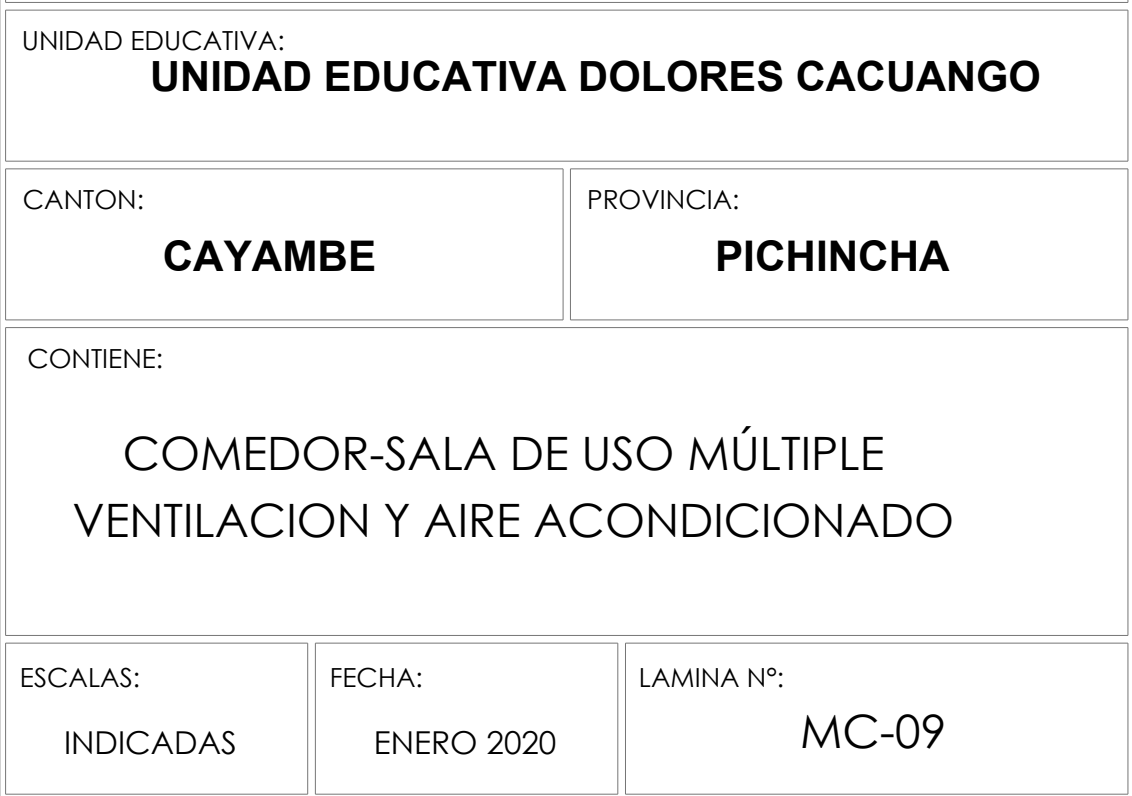 UNIDAD EDUCATIVA:
UNIDAD EDUCATIVA DOLORES CACUANGO
CANTON:
CAYAMBE
PROVINCIA:
PICHINCHA
CONTIENE:
COMEDOR-SALA DE USO MÚLTIPLE
VENTILACION Y AIRE ACONDICIONADO
ESCALAS:
INDICADAS
FECHA:
ENERO 2020
LAMINA N°:
MC-09